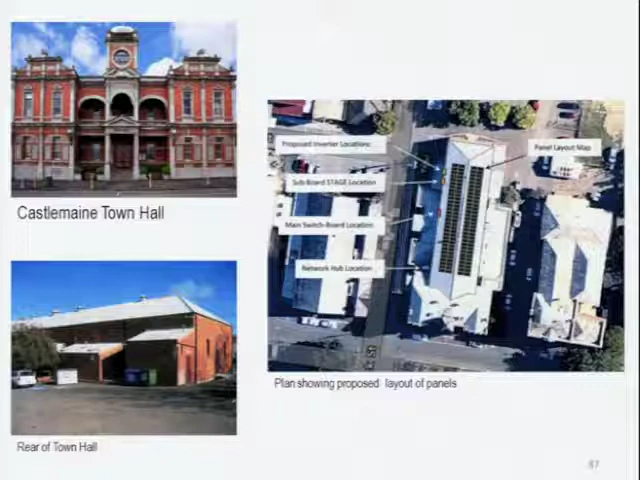 Castlemaine Town Hall
Rear of Town Hall
Proposed Inverter Locations
Panel Layout Map
Sub-Board STAGE Location
Main Switch-Board Location
Network Hub Location
Plan showing proposed layout of panels
87